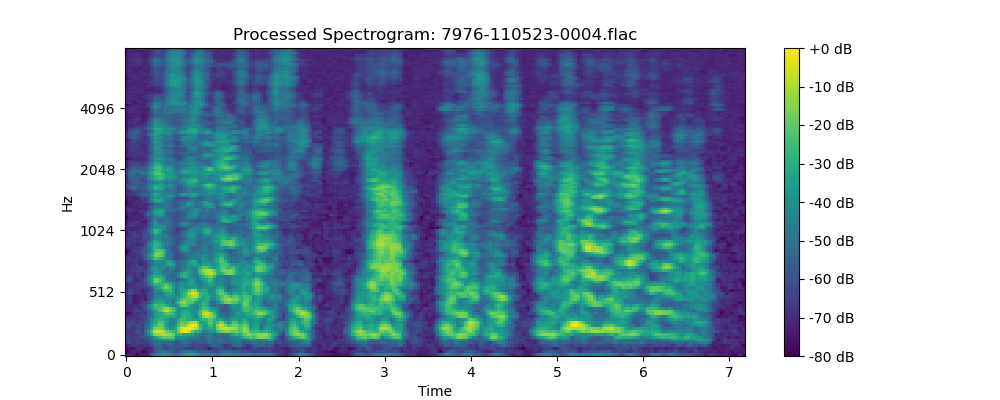 Processed Spectrogram: 7976-110523-0004.flac
Hz
4096
2048
1024
512
0
0 1 2 3 4 5 6 7
Time
+0 dB
-10 dB
-20 dB
-30 dB
-40 dB
-50 dB
-60 dB
-70 dB
-80 dB